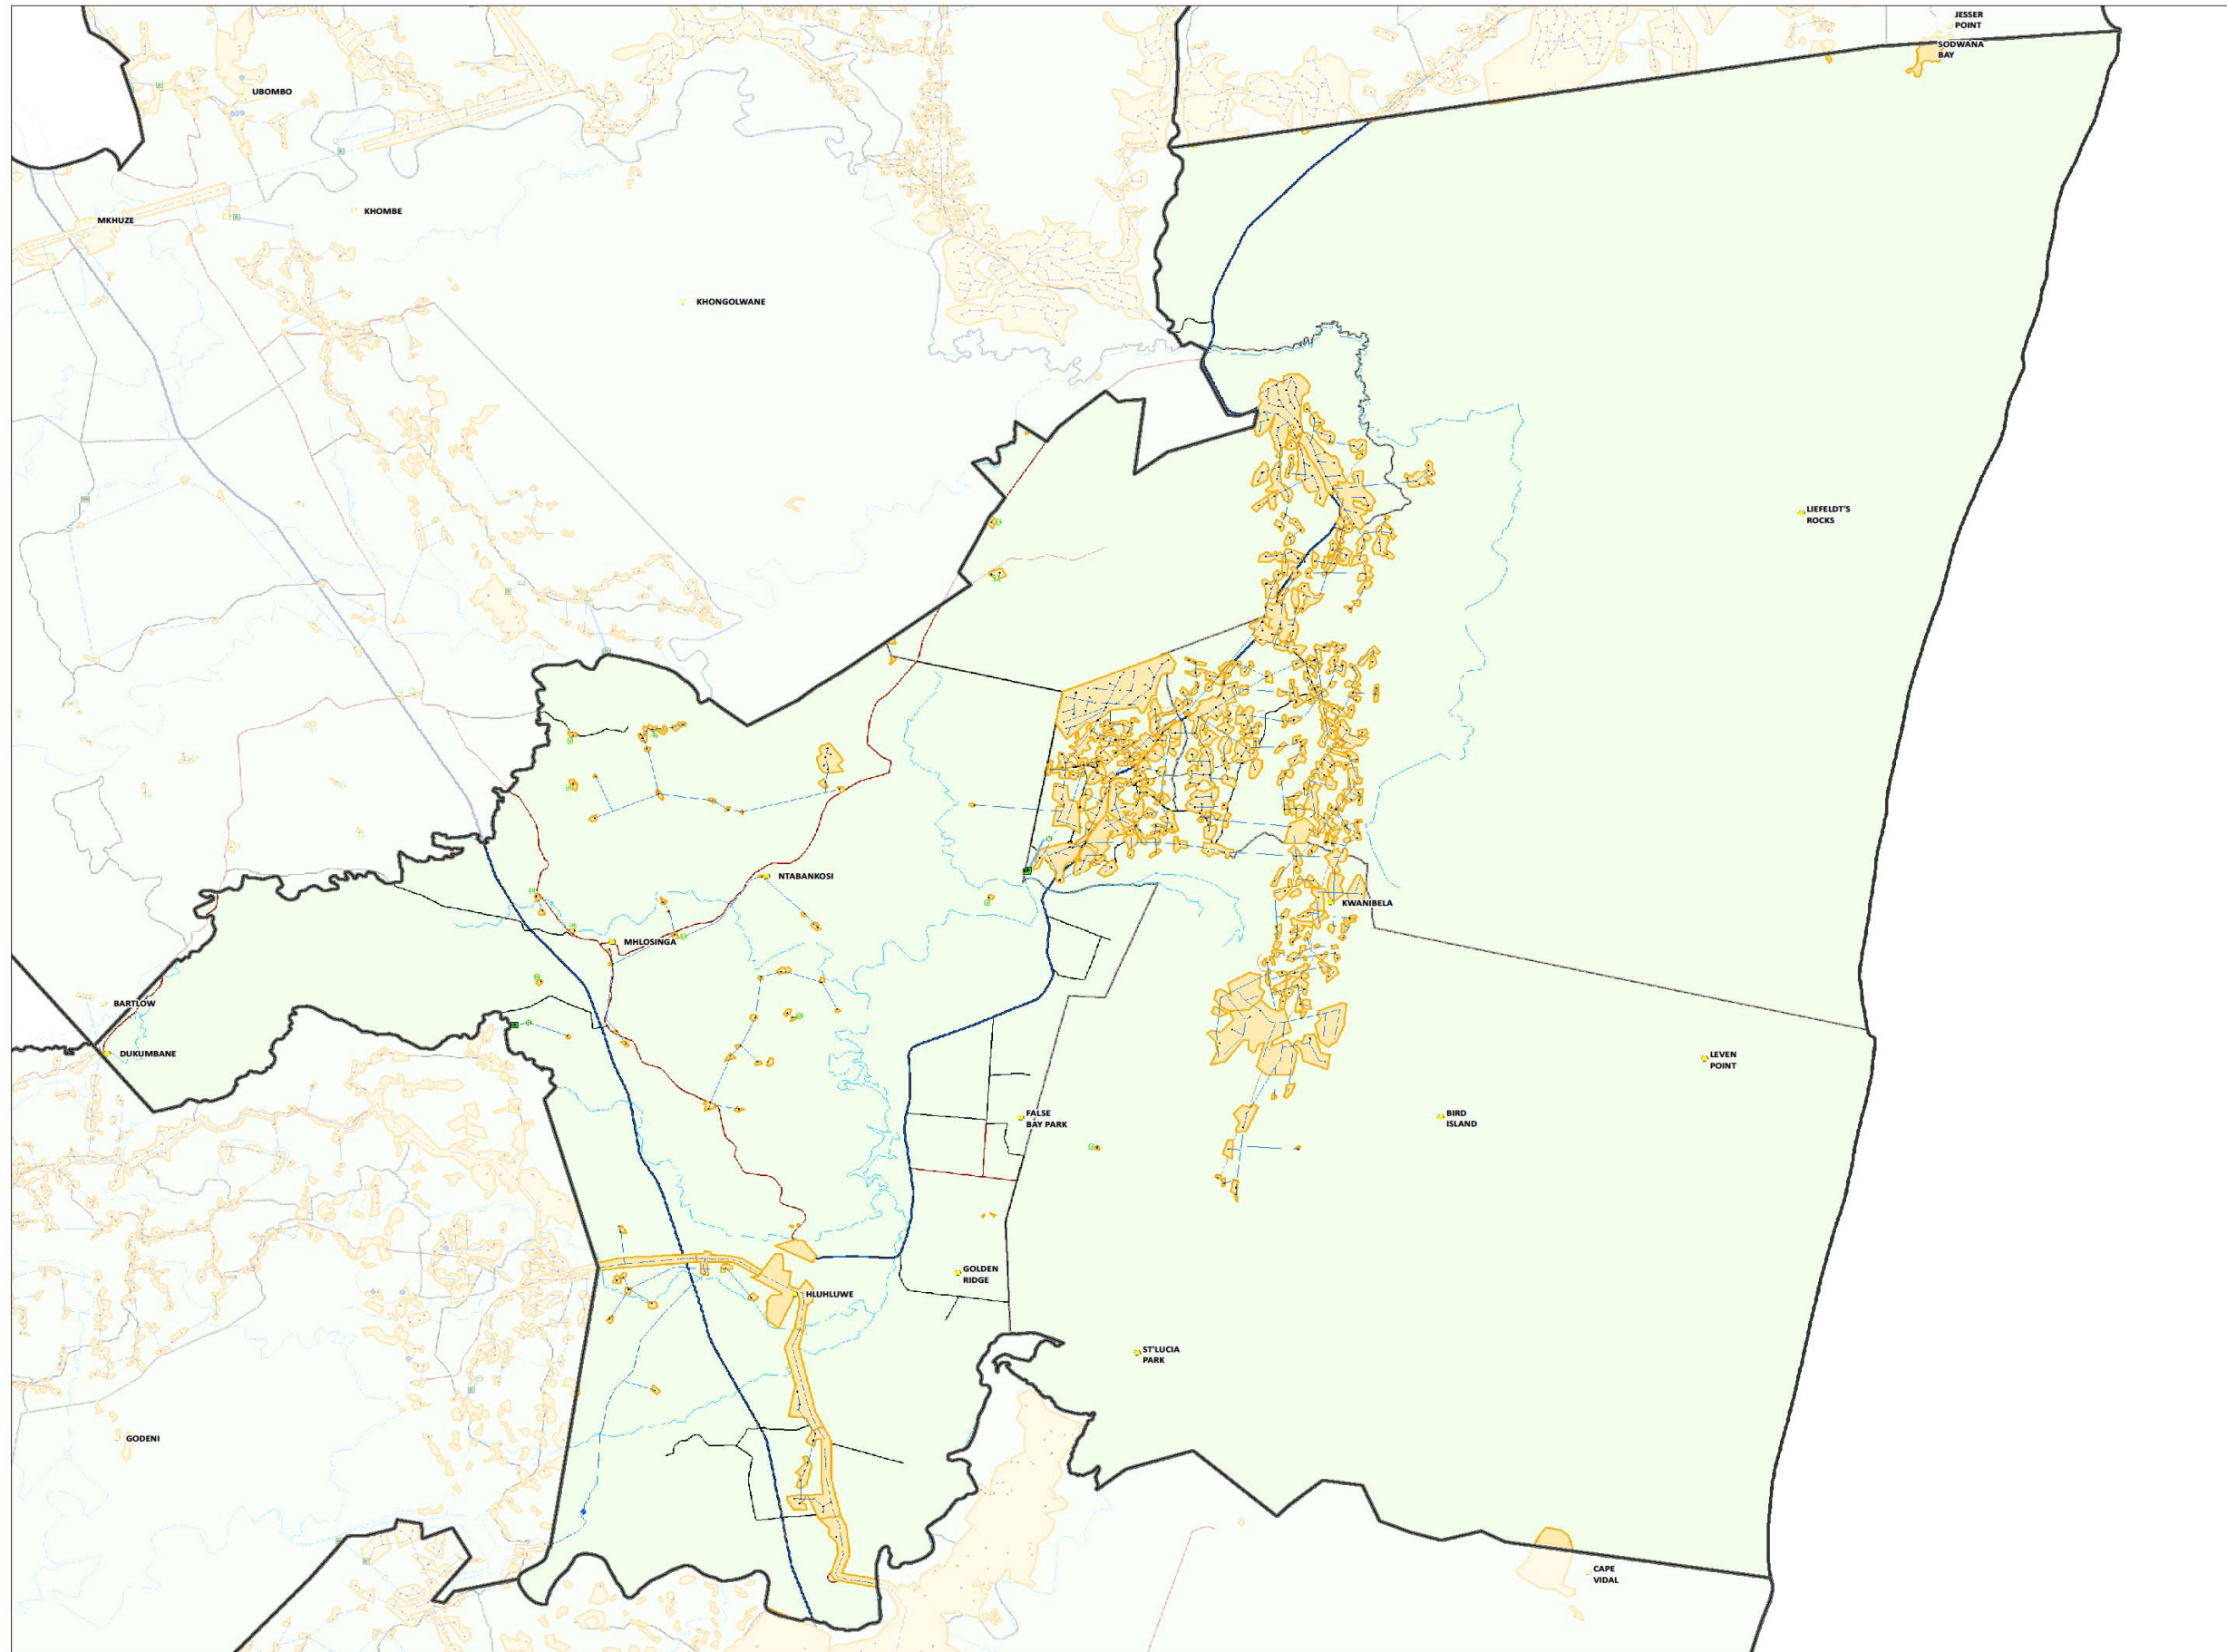 JESSER
POINT
SODWANA
BAY
UBOMBO
KHOMBE
MKHUZE
KHONGOLWANE
LIEFELDT'S
ROCKS
NTABANKOSI
KWANIBELA
MHLOSINGA
BARTLOW
DUKUMBANE
LEVEN
POINT
FALSE
BAY PARK
BIRD
ISLAND
GOLDEN
RIDGE
HLUHLUWE
ST'LUCIA
PARK
GODENI
CAPE
VIDAL